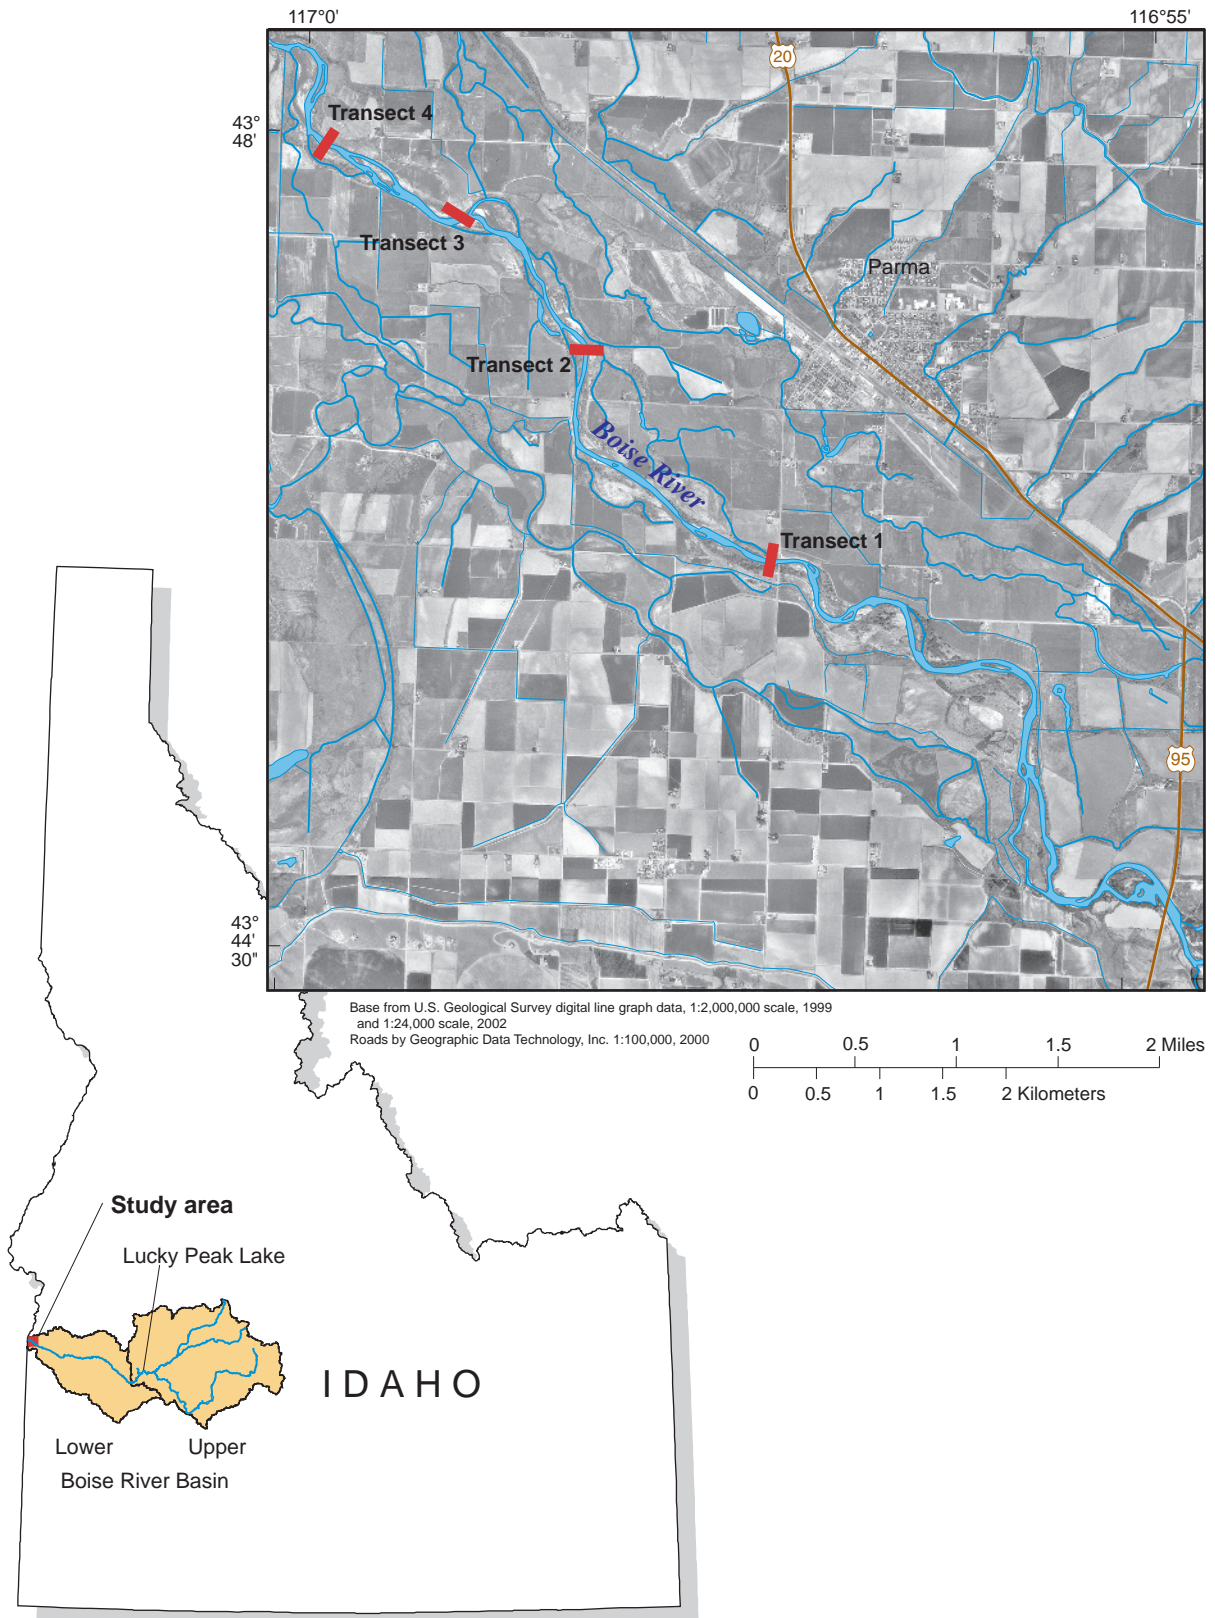 117°0'
116°55'
20
Transect 4
43°
48'
Transect 3
Parma
Transect 2
Boise River
Transect 1
95
43°
44'
30"
Base from U.S. Geological Survey digital line graph data, 1:2,000,000 scale, 1999
and 1:24,000 scale, 2002
Roads by Geographic Data Technology, Inc. 1:100,000, 2000
0 0.5 1 1.5 2 Miles
0 0.5 1 1.5 2 Kilometers
Study area
Lucky Peak Lake
IDAHO
Lower Upper
Boise River Basin